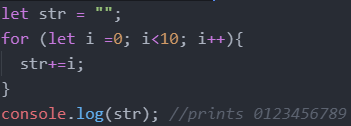 let str = "";
for (let i =0; i<10; i++){
  str+=i;
}
console.log(str); //prints 0123456789